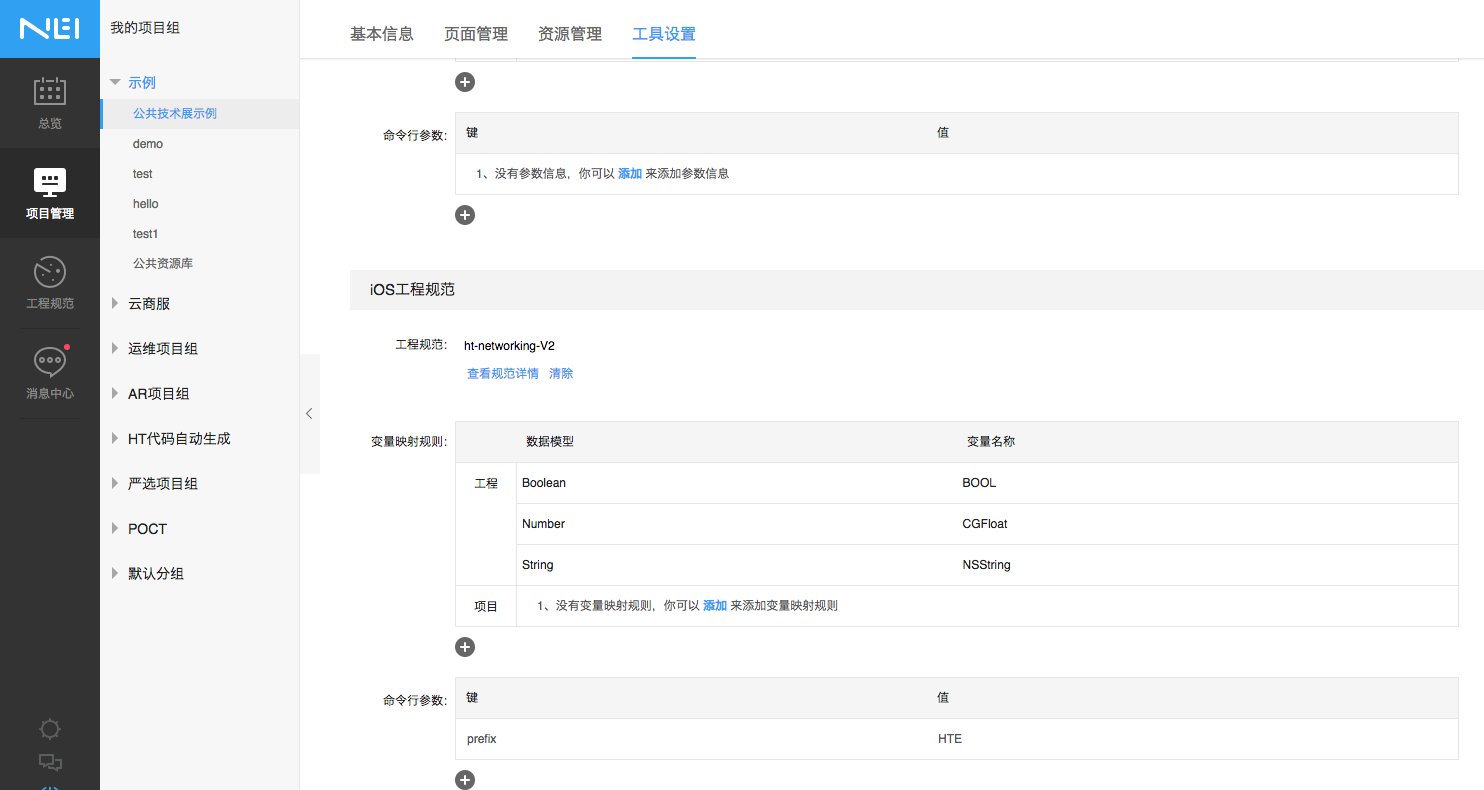 NEI
总览
项目管理
工程规范
消息中心
我的项目组
示例
公共技术展示例
demo
test
hello
test1
公共资源库
云商服
运维项目组
AR项目组
HT代码自动生成
严选项目组
POCT
默认分组
基本信息 页面管理 资源管理 工具设置
命令行参数: 键 值
1、没有参数信息，你可以 添加 来添加参数信息
iOS工程规范
工程规范: ht-networking-V2
查看规范详情 清除
变量映射规则: 数据模型 变量名称
工程 Boolean BOOL
Number CGFloat
String NSString
项目 1、没有变量映射规则，你可以 添加 来添加变量映射规则
命令行参数: 键 值
prefix HTE